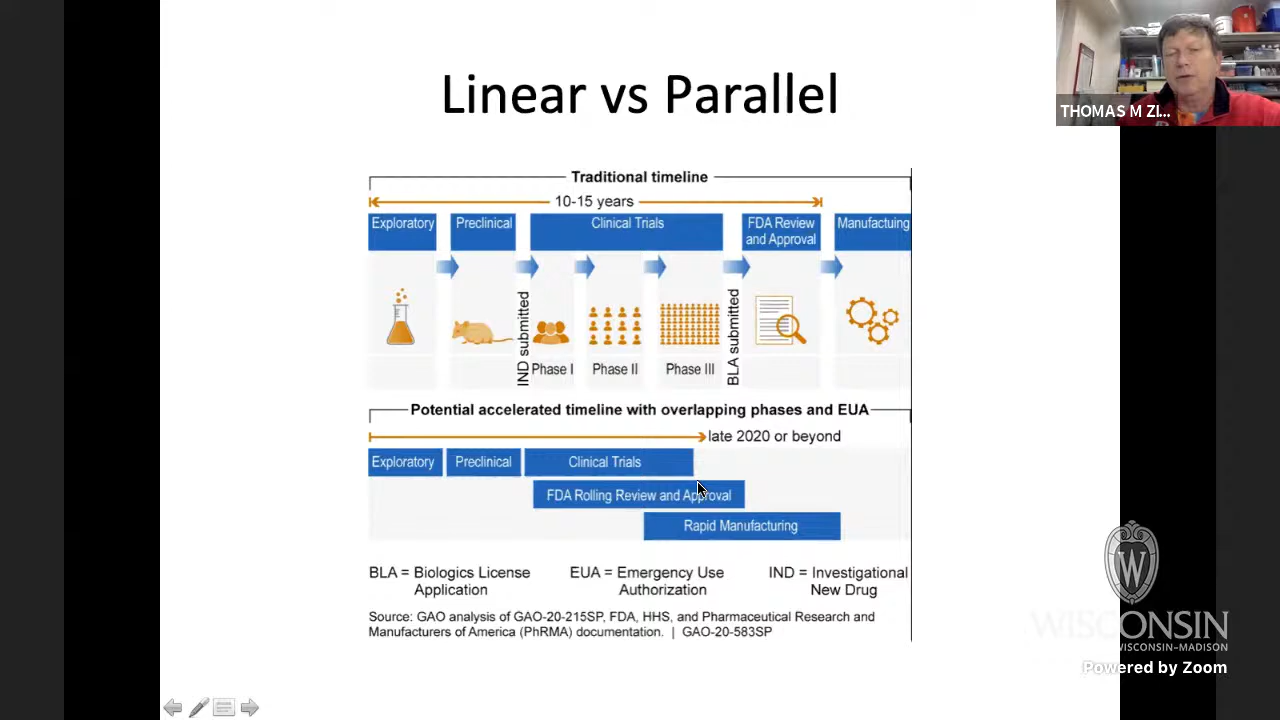 Linear vs Parallel
THOMAS M ZI...
Traditional timeline
10-15 years
Exploratory
Preclinical
Clinical Trials
FDA Review
and Approval
Manufactuing
IND submitted
Phase I
Phase II
Phase III
BLA submitted
Potential accelerated timeline with overlapping phases and EUA
late 2020 or beyond
Exploratory
Preclinical
Clinical Trials
FDA Rolling Review and Approval
Rapid Manufacturing
BLA = Biologics License
Application
EUA = Emergency Use
Authorization
IND = Investigational
New Drug
Source: GAO analysis of GAO-20-215SP, FDA, HHS, and Pharmaceutical Research and
Manufacturers of America (PhRMA) documentation. | GAO-20-583SP
W
WISCONSIN
WISCONSIN–MADISON
Powered by Zoom